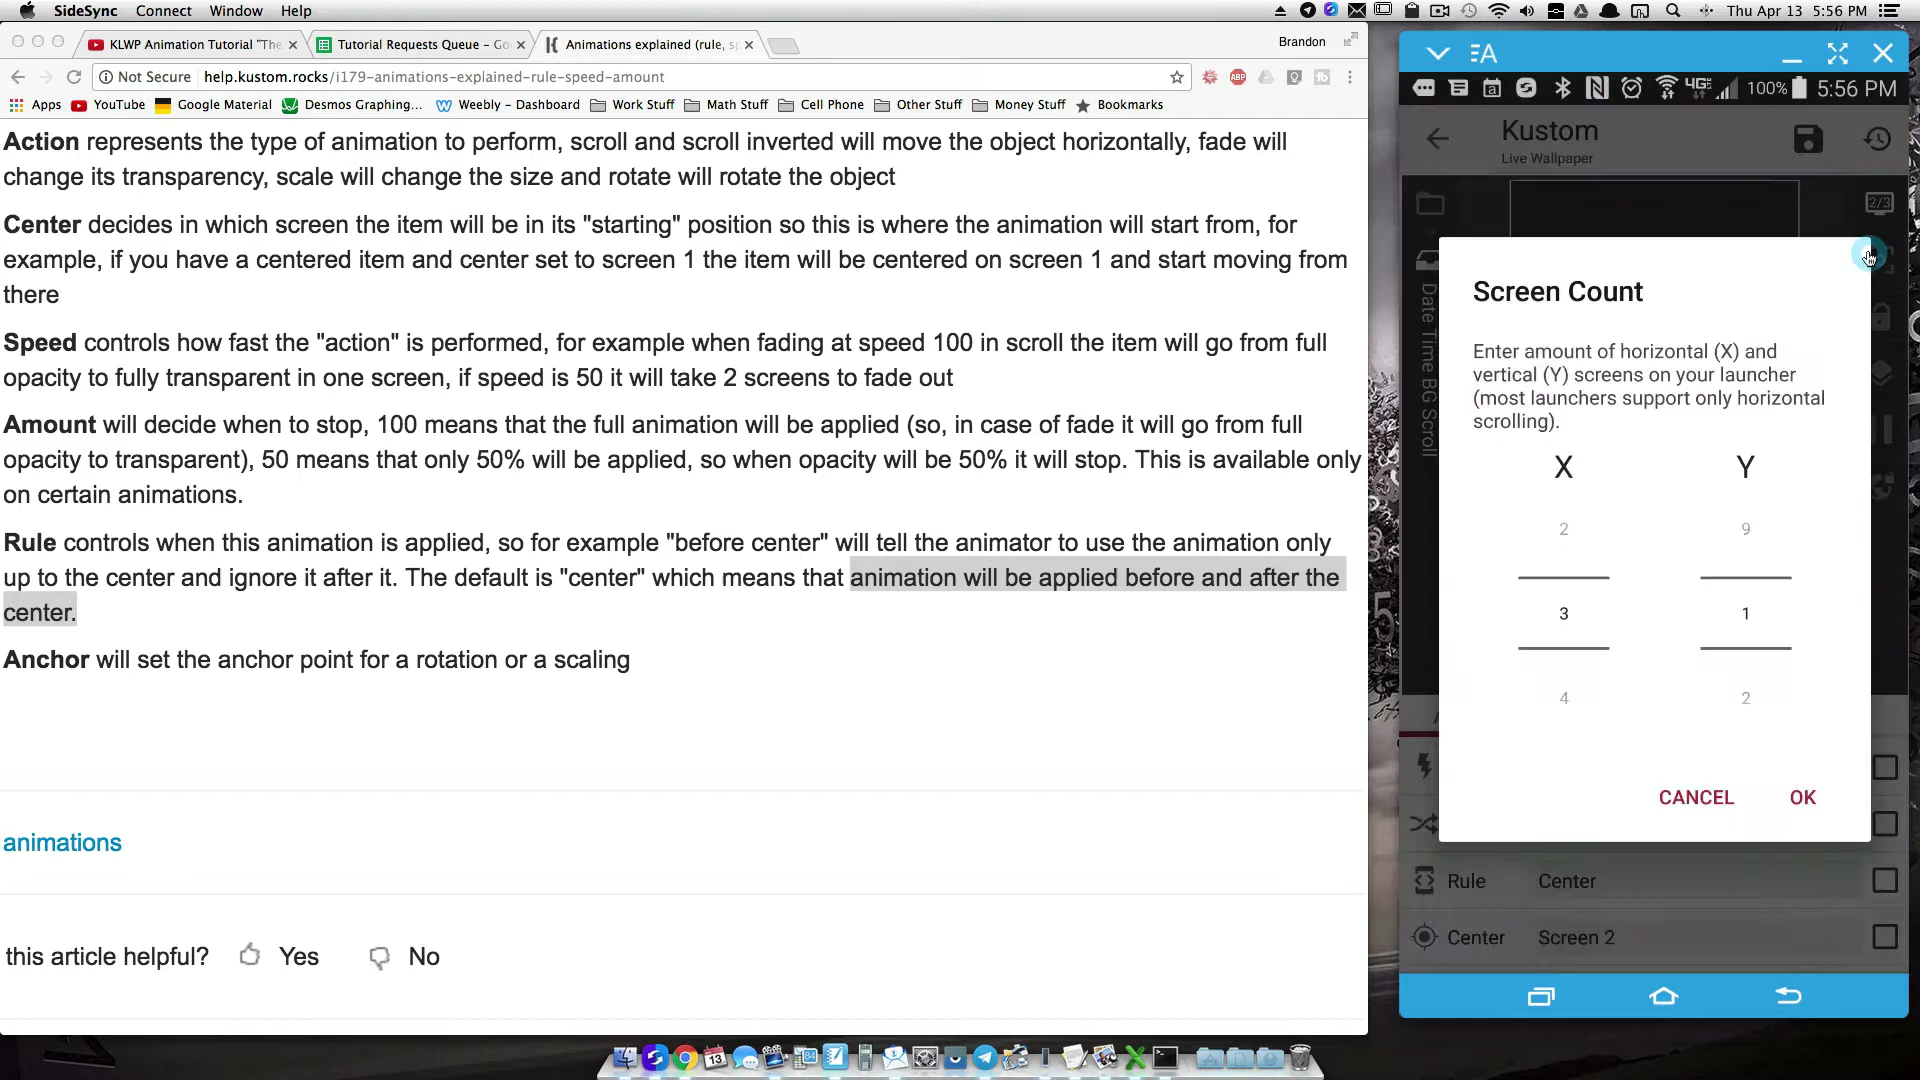 SideSync Connect Window Help
Thu Apr 13 5:56 PM
KLWP Animation Tutorial "The
Tutorial Requests Queue - Go
Animations explained (rule, sp
Brandon
Not Secure help.kustom.rocks/i179-animations-explained-rule-speed-amount
ABP
Apps YouTube Google Material Desmos Graphing... Weebly - Dashboard Work Stuff Math Stuff Cell Phone Other Stuff Money Stuff Bookmarks
Action represents the type of animation to perform, scroll and scroll inverted will move the object horizontally, fade will
change its transparency, scale will change the size and rotate will rotate the object
Center decides in which screen the item will be in its "starting" position so this is where the animation will start from, for
example, if you have a centered item and center set to screen 1 the item will be centered on screen 1 and start moving from
there
Speed controls how fast the "action" is performed, for example when fading at speed 100 in scroll the item will go from full
opacity to fully transparent in one screen, if speed is 50 it will take 2 screens to fade out
Amount will decide when to stop, 100 means that the full animation will be applied (so, in case of fade it will go from full
opacity to transparent), 50 means that only 50% will be applied, so when opacity will be 50% it will stop. This is available only
on certain animations.
Rule controls when this animation is applied, so for example "before center" will tell the animator to use the animation only
up to the center and ignore it after it. The default is "center" which means that animation will be applied before and after the
center.
Anchor will set the anchor point for a rotation or a scaling
animations
this article helpful? Yes No
4G 100% 5:56 PM
Kustom
Live Wallpaper
2/3
Date Time BG Scroll
Screen Count
Enter amount of horizontal (X) and
vertical (Y) screens on your launcher
(most launchers support only horizontal
scrolling).
X Y
2 9
3 1
4 2
CANCEL OK
Rule Center
Center Screen 2